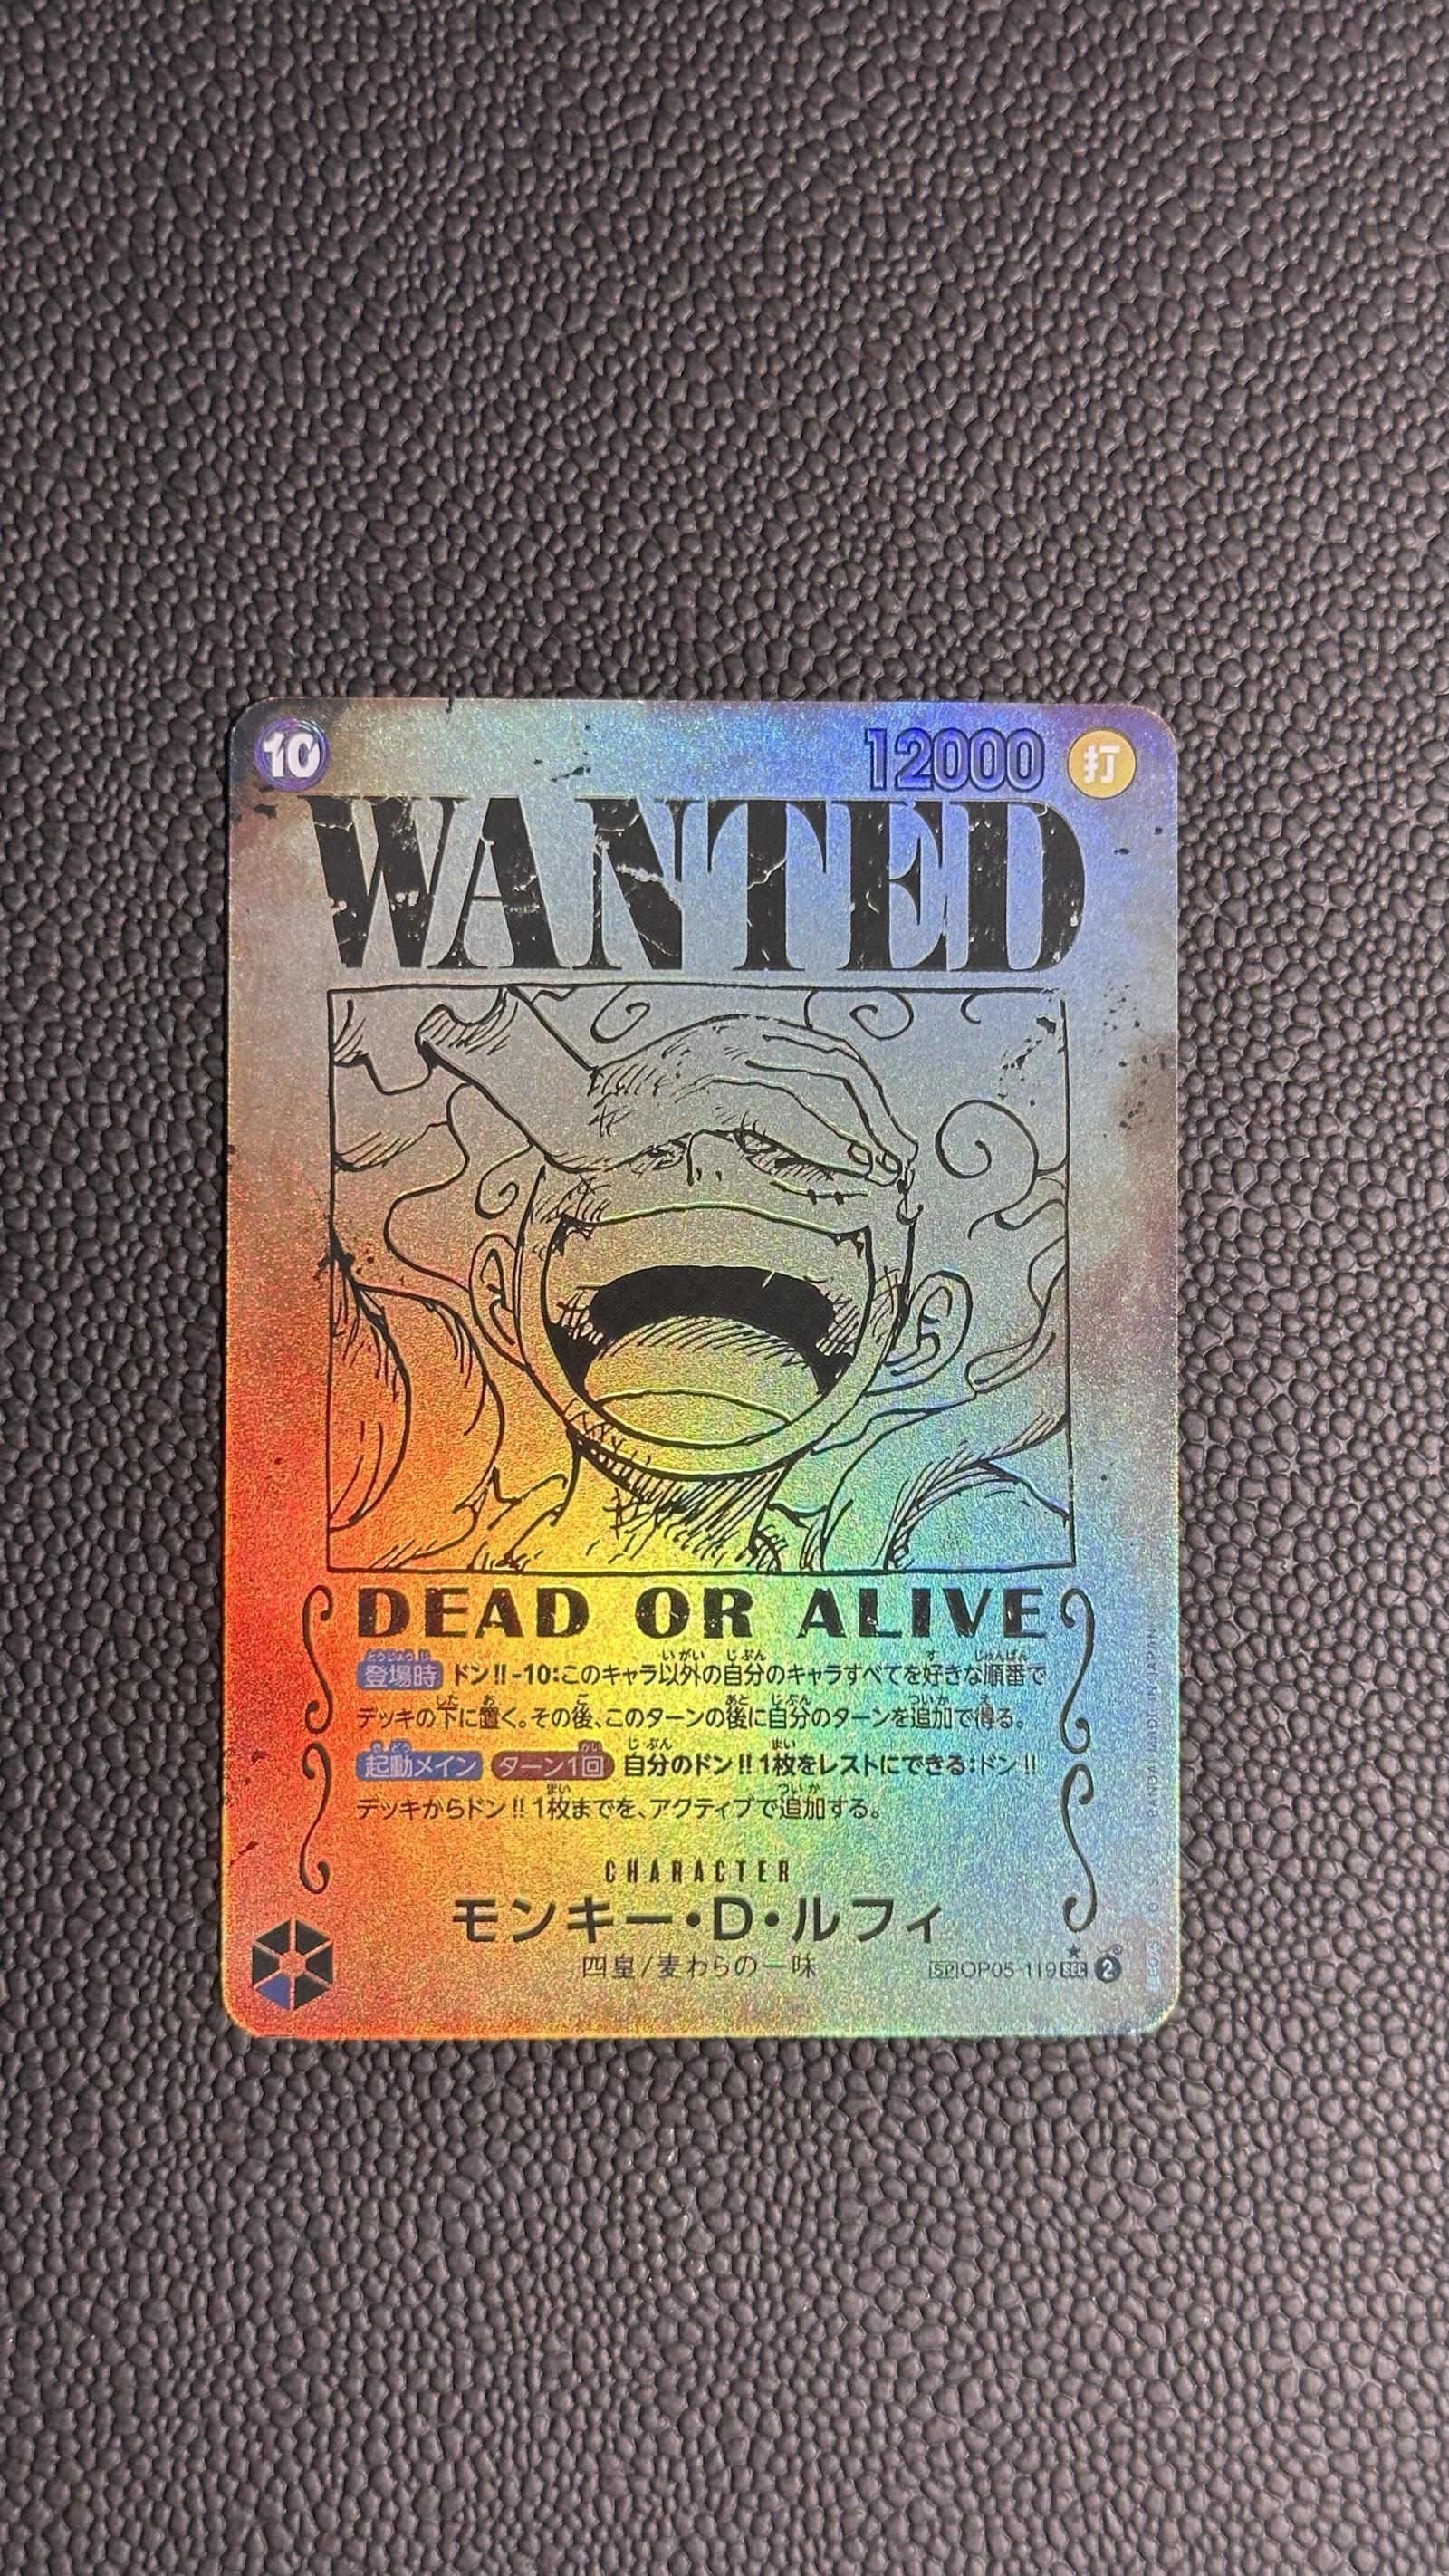 10
12000 打
WANTED
DEAD OR ALIVE
登場時 ドン!!-10:このキャラ以外の自分のキャラすべてを好きな順番で
デッキの下に置く。その後、このターンの後に自分のターンを追加で得る。
起動メイン ターン1回 自分のドン!!1枚をレストにできる:ドン!!
デッキからドン!!1枚までを、アクティブで追加する。
CHARACTER
モンキー・D・ルフィ
四皇/麦わらの一味
SP OP05-119 SEC 2
BANDAI MADE IN JAPAN